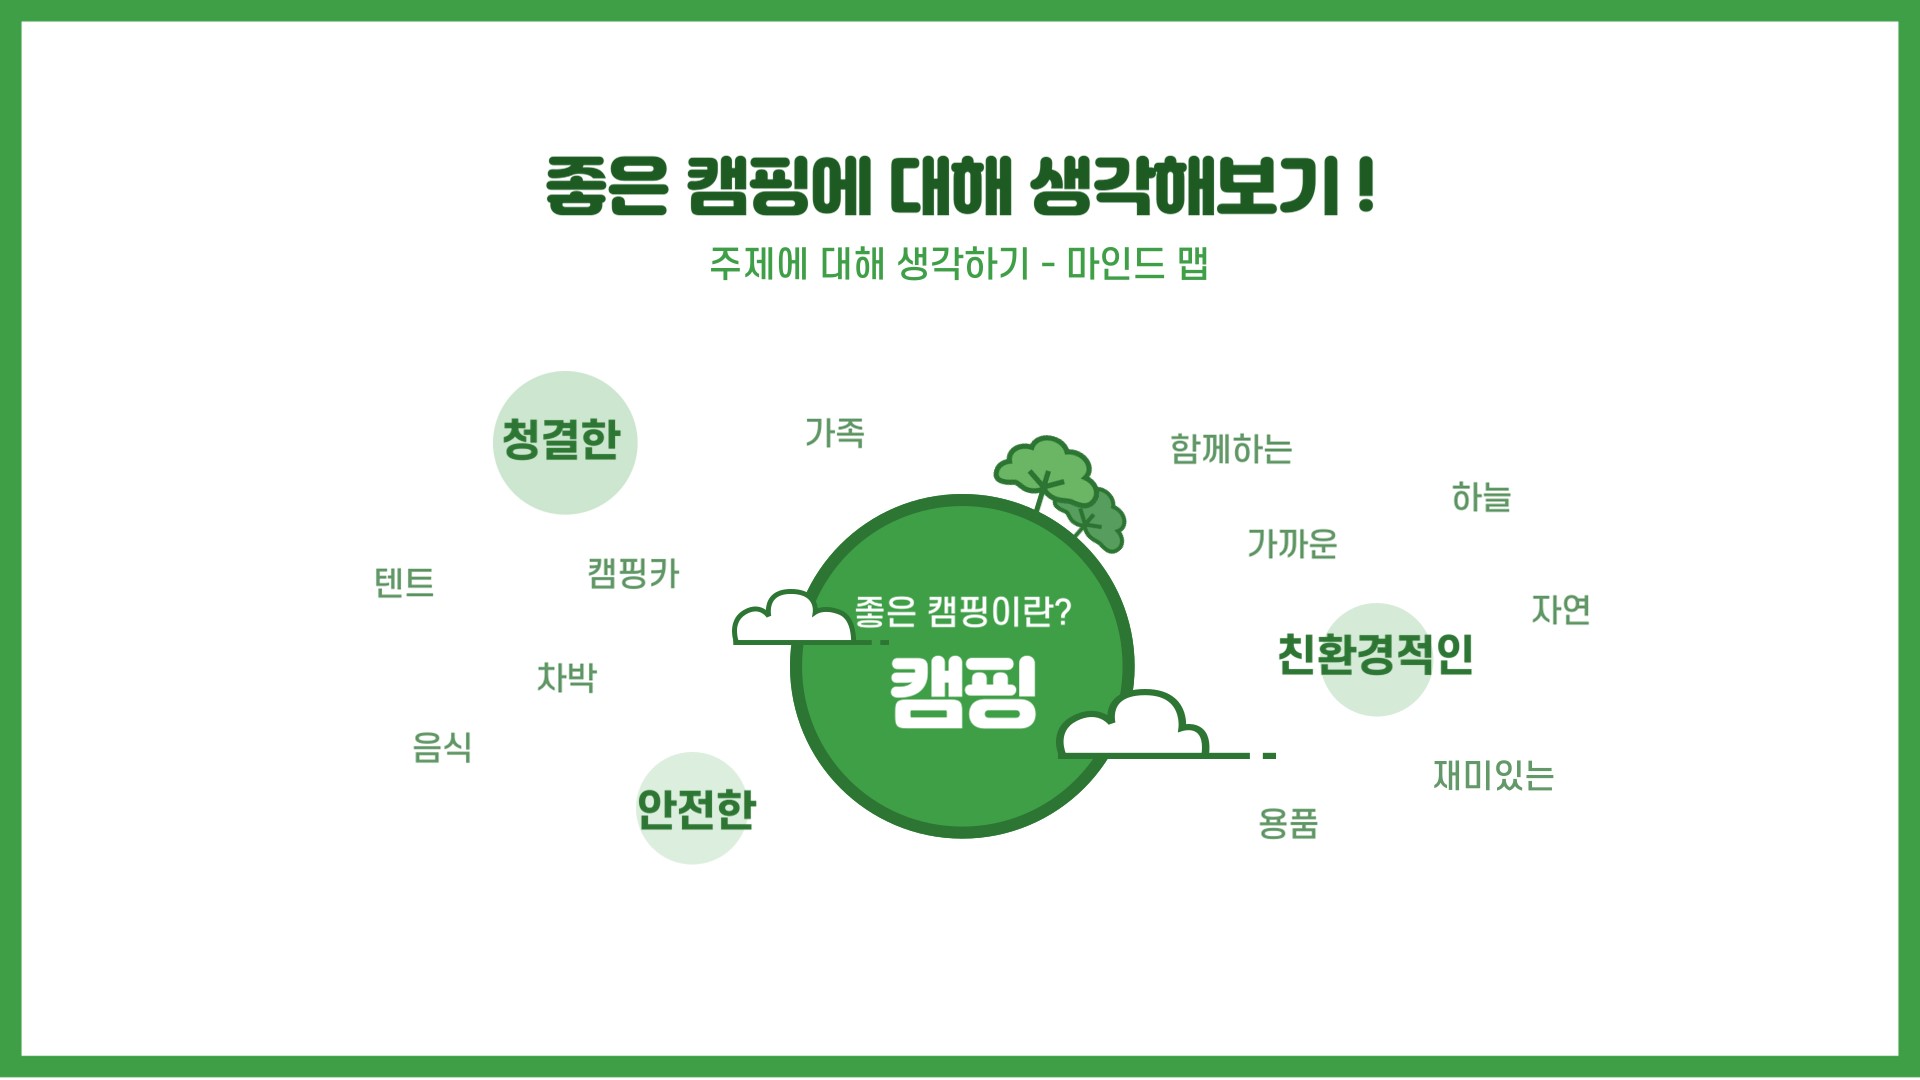 좋은 캠핑에 대해 생각해보기 !
주제에 대해 생각하기 - 마인드 맵
청결한
가족
함께하는
하늘
가까운
텐트
캠핑카
자연
좋은 캠핑이란?
친환경적인
차박
캠핑
음식
재미있는
안전한
용품